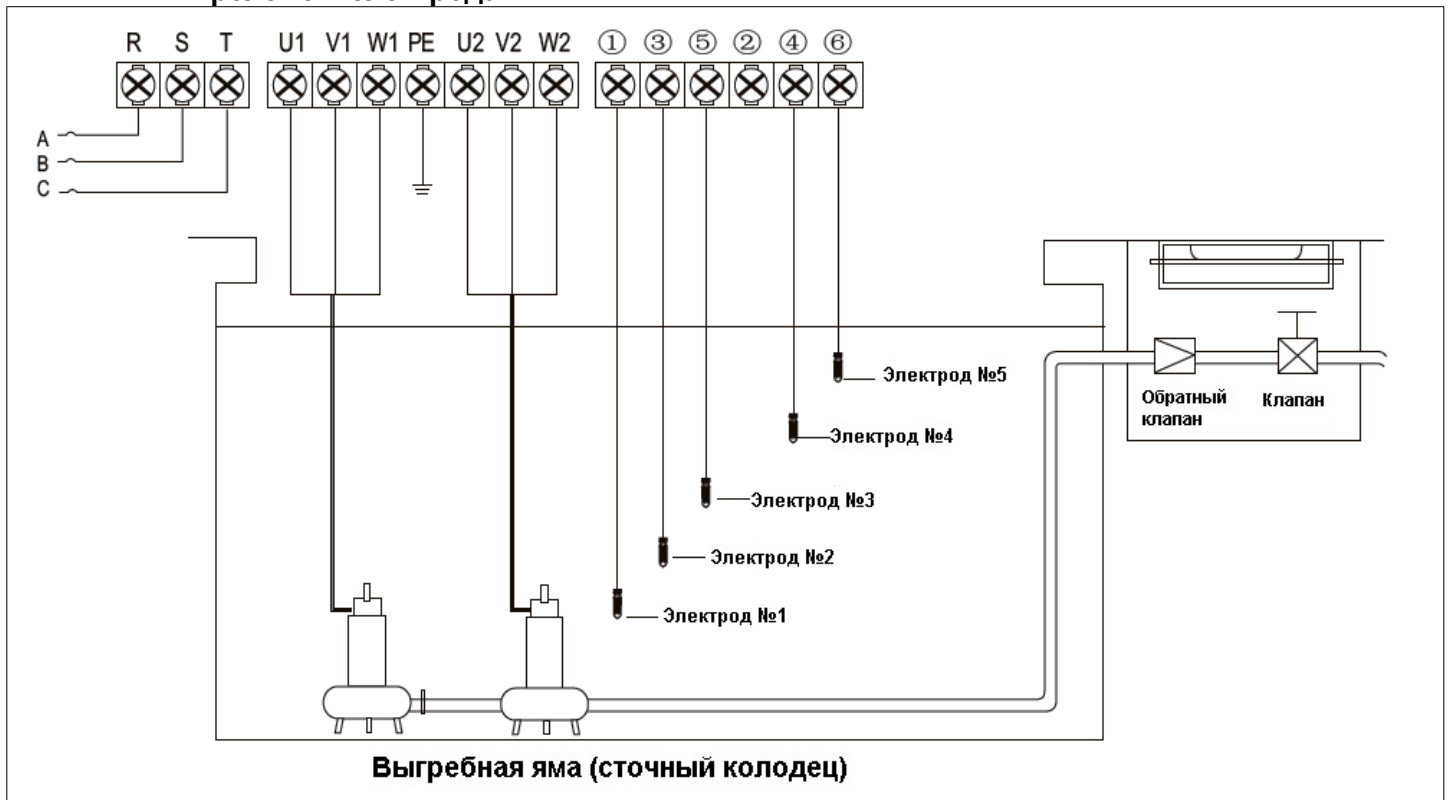 R S T U1 V1 W1 PE U2 V2 W2 ① ③ ⑤ ② ④ ⑥
A
B
C
Электрод №5
Обратный
клапан
Клапан
Электрод №4
Электрод №3
Электрод №2
Электрод №1
Выгребная яма (сточный колодец)